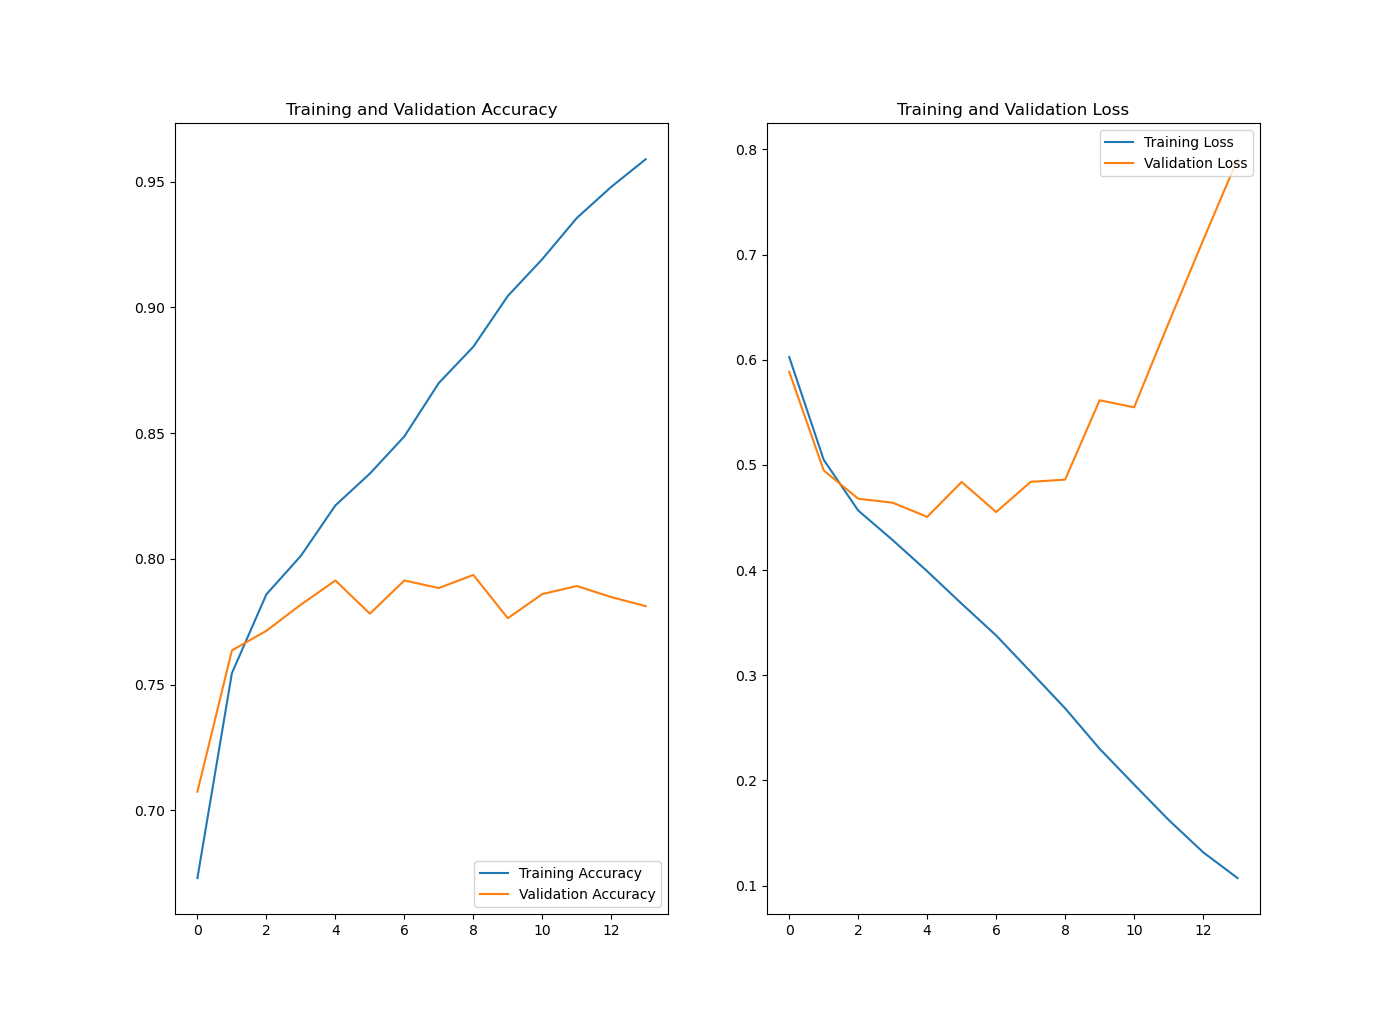 Training and Validation Accuracy
0.95
0.90
0.85
0.80
0.75
0.70
Training Accuracy
Validation Accuracy
0 2 4 6 8 10 12
Training and Validation Loss
Training Loss
Validation Loss
0.8
0.7
0.6
0.5
0.4
0.3
0.2
0.1
0 2 4 6 8 10 12